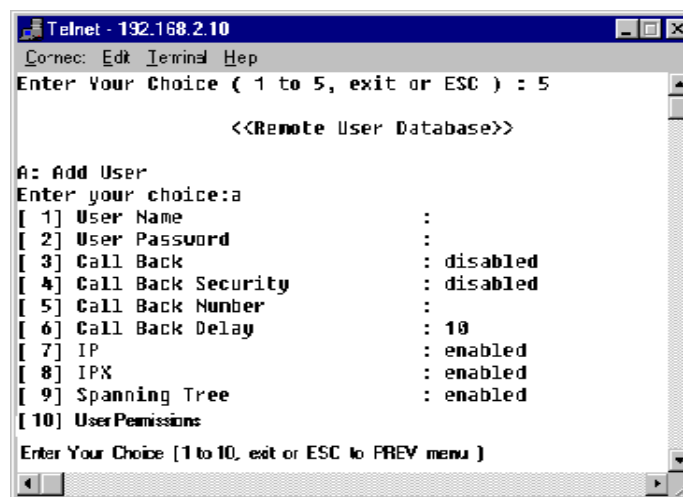 Telnet - 192.168.2.10
Connect Edit Terminal Help
Enter Your Choice ( 1 to 5, exit or ESC ) : 5
<<Remote User Database>>
A: Add User
Enter your choice:a
[ 1] User Name :
[ 2] User Password :
[ 3] Call Back : disabled
[ 4] Call Back Security : disabled
[ 5] Call Back Number :
[ 6] Call Back Delay : 10
[ 7] IP : enabled
[ 8] IPX : enabled
[ 9] Spanning Tree : enabled
[ 10] User Permissions
Enter Your Choice [1 to 10, exit or ESC to PREV menu )